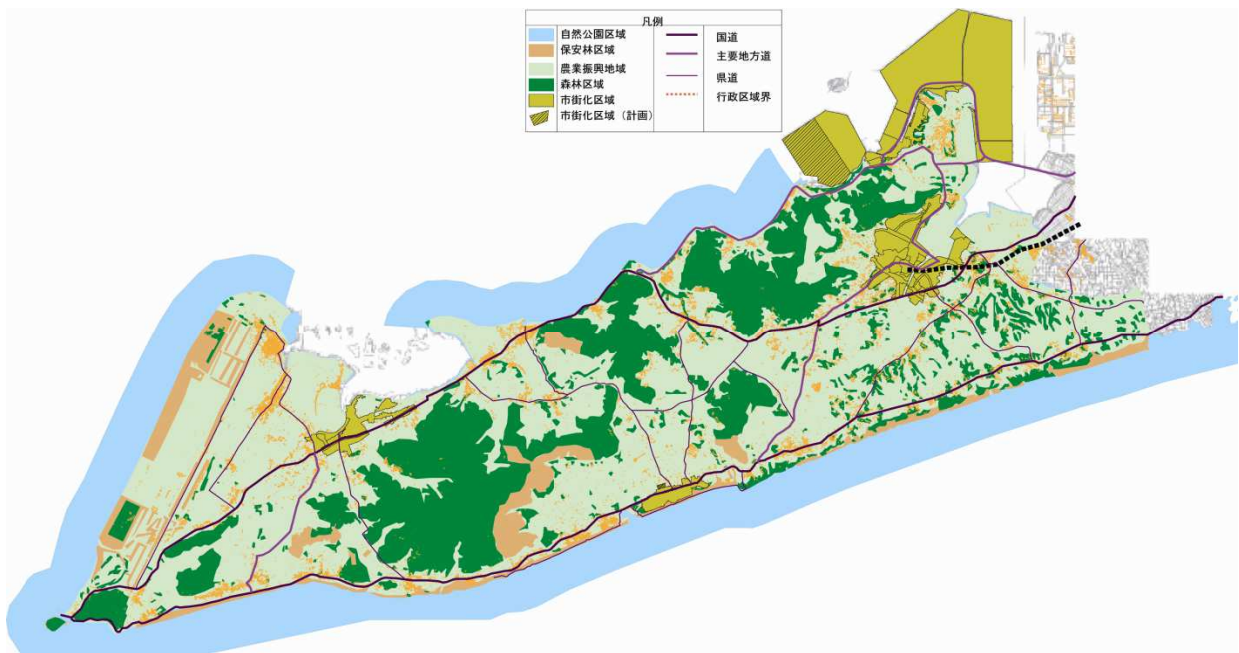 凡例
自然公園区域
保安林区域
農業振興地域
森林区域
市街化区域
市街化区域（計画）
国道
主要地方道
県道
行政区域界